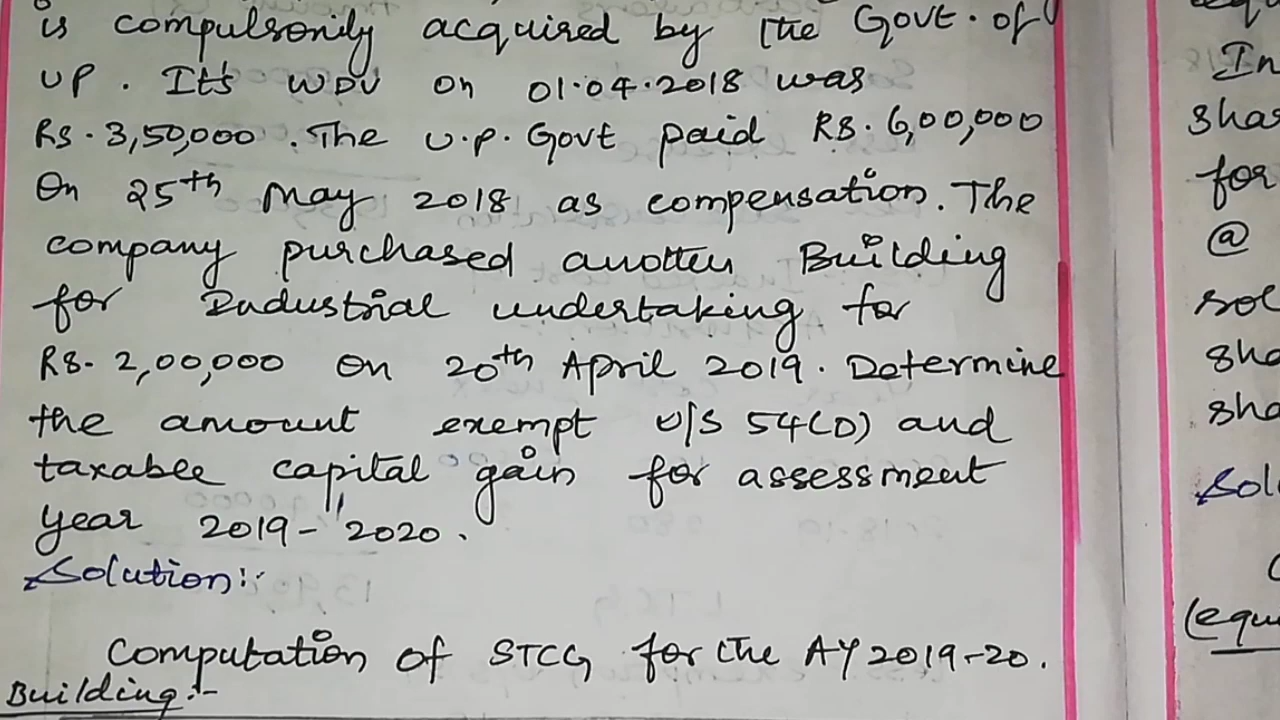 is compulsorily acquired by the Govt. of
UP. It's WDV on 01.04.2018 was
Rs. 3,50,000. The U.P. Govt paid Rs. 6,00,000
On 25th May 2018 as compensation. The
company purchased another Building
for Industrial undertaking for
Rs. 2,00,000 on 20th April 2019. Determine
the amount exempt U/S 54(D) and
taxable capital gain for assessment
year 2019-"2020.
Solution:-
Computation of STCG for the AY 2019-20.
Building:-
In
for
@